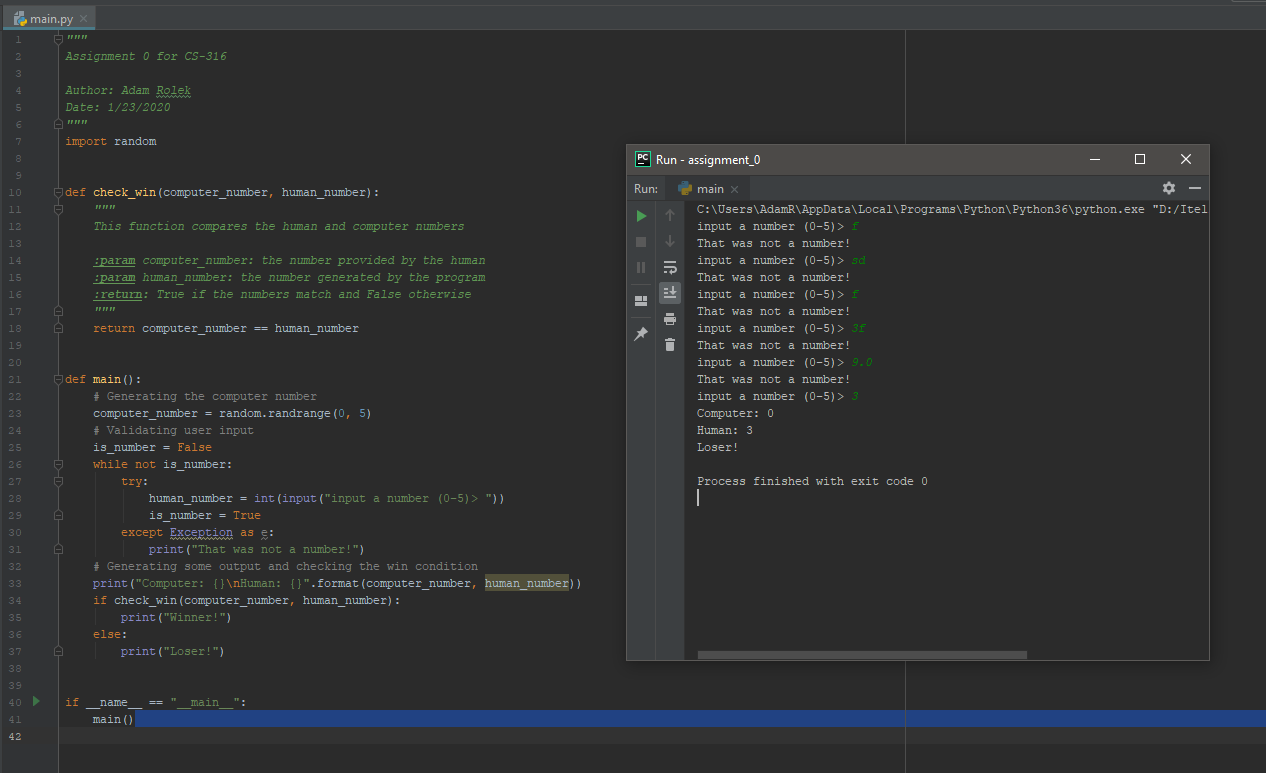 main.py
1 """
2 Assignment 0 for CS-316
3
4 Author: Adam Rolek
5 Date: 1/23/2020
6 """
7 import random
8
9
10 def check_win(computer_number, human_number):
11 """
12 This function compares the human and computer numbers
13
14 :param computer_number: the number provided by the human
15 :param human_number: the number generated by the program
16 :return: True if the numbers match and False otherwise
17 """
18 return computer_number == human_number
19
20
21 def main():
22 # Generating the computer number
23 computer_number = random.randrange(0, 5)
24 # Validating user input
25 is_number = False
26 while not is_number:
27 try:
28 human_number = int(input("input a number (0-5)> "))
29 is_number = True
30 except Exception as e:
31 print("That was not a number!")
32 # Generating some output and checking the win condition
33 print("Computer: {}\nHuman: {}".format(computer_number, human_number))
34 if check_win(computer_number, human_number):
35 print("Winner!")
36 else:
37 print("Loser!")
38
39
40 if __name__ == "__main__":
41 main()
42
PC Run - assignment_0
Run: main
C:\Users\AdamR\AppData\Local\Programs\Python\Python36\python.exe "D:/Itel
input a number (0-5)> f
That was not a number!
input a number (0-5)> sd
That was not a number!
input a number (0-5)> f
That was not a number!
input a number (0-5)> 3f
That was not a number!
input a number (0-5)> 9.0
That was not a number!
input a number (0-5)> 3
Computer: 0
Human: 3
Loser!
Process finished with exit code 0